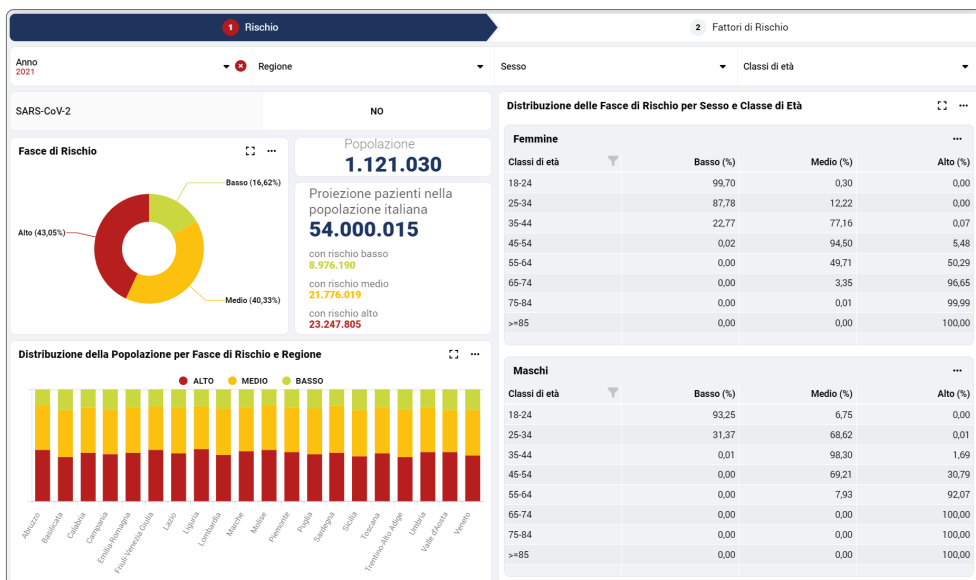 1 Rischio
2 Fattori di Rischio
Anno
2021
Regione
Sesso
Classi di età
SARS-CoV-2
NO
Fasce di Rischio
Basso (16,62%)
Alto (43,05%)
Medio (40,33%)
Popolazione
1.121.030
Proiezione pazienti nella
popolazione italiana
54.000.015
con rischio basso
8.976.190
con rischio medio
21.776.019
con rischio alto
23.247.805
Distribuzione della Popolazione per Fasce di Rischio e Regione
ALTO MEDIO BASSO
Abruzzo
Basilicata
Calabria
Campania
Emilia-Romagna
Friuli-Venezia Giulia
Lazio
Liguria
Lombardia
Marche
Molise
Piemonte
Puglia
Sardegna
Sicilia
Toscana
Trentino-Alto Adige
Umbria
Valle d'Aosta
Veneto
Distribuzione delle Fasce di Rischio per Sesso e Classe di Età
Femmine
Classi di età Basso (%) Medio (%) Alto (%)
18-24 99,70 0,30 0,00
25-34 87,78 12,22 0,00
35-44 22,77 77,16 0,07
45-54 0,02 94,50 5,48
55-64 0,00 49,71 50,29
65-74 0,00 3,35 96,65
75-84 0,00 0,01 99,99
>=85 0,00 0,00 100,00
Maschi
Classi di età Basso (%) Medio (%) Alto (%)
18-24 93,25 6,75 0,00
25-34 31,37 68,62 0,01
35-44 0,01 98,30 1,69
45-54 0,00 69,21 30,79
55-64 0,00 7,93 92,07
65-74 0,00 0,00 100,00
75-84 0,00 0,00 100,00
>=85 0,00 0,00 100,00